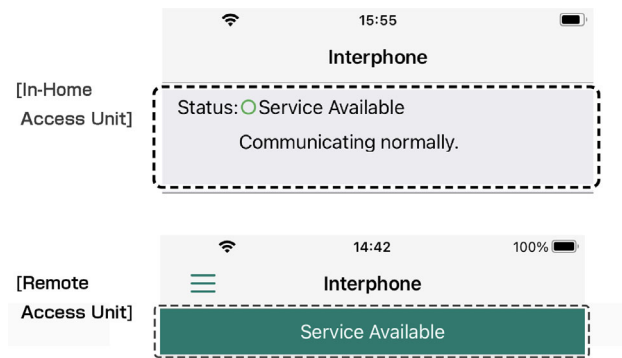 15:55
Interphone
[In-Home
Access Unit]
Status: Service Available
Communicating normally.
14:42 100%
Interphone
[Remote
Access Unit]
Service Available